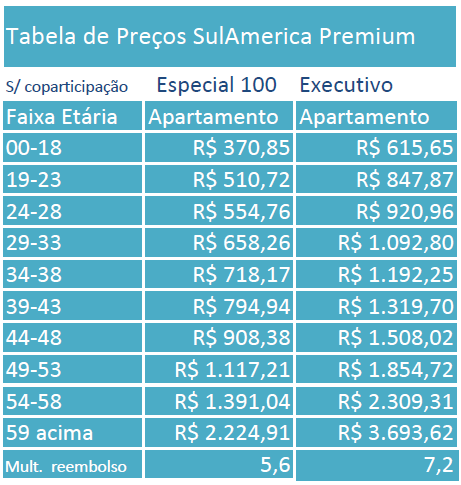 Tabela de Preços SulAmerica Premium
S/ coparticipação Especial 100 Executivo
Faixa Etária Apartamento Apartamento
00-18 R$ 370,85 R$ 615,65
19-23 R$ 510,72 R$ 847,87
24-28 R$ 554,76 R$ 920,96
29-33 R$ 658,26 R$ 1.092,80
34-38 R$ 718,17 R$ 1.192,25
39-43 R$ 794,94 R$ 1.319,70
44-48 R$ 908,38 R$ 1.508,02
49-53 R$ 1.117,21 R$ 1.854,72
54-58 R$ 1.391,04 R$ 2.309,31
59 acima R$ 2.224,91 R$ 3.693,62
Mult. reembolso 5,6 7,2